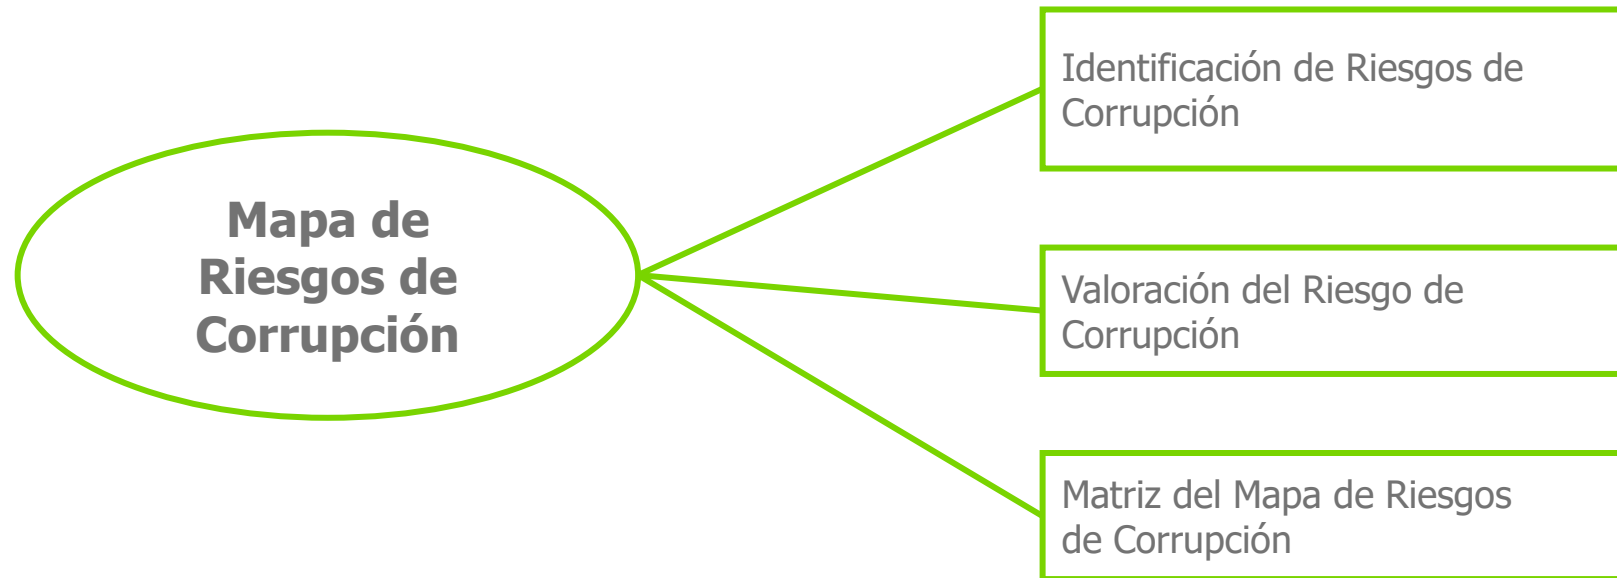 Mapa de
Riesgos de
Corrupción
Identificación de Riesgos de
Corrupción
Valoración del Riesgo de
Corrupción
Matriz del Mapa de Riesgos
de Corrupción